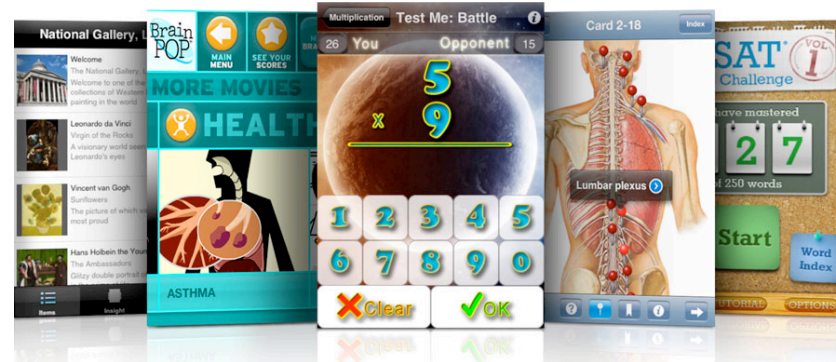 National Gallery, L
Welcome
The National Gallery, L
Welcome to one of the
collections of Western
painting in the world
Leonardo da Vinci
Virgin of the Rocks
A visionary world seen
Leonardo's eyes
Vincent van Gogh
Sunflowers
The picture of which va
most proud
Hans Holbein the Youn
The Ambassadors
Glitzy double portrait o
Items
Insight
Brain
POP
MAIN
MENU
SEE YOUR
SCORES
MORE MOVIES
HEALTH
ASTHMA
Multiplication
Test Me: Battle
26 You Opponent 15
5
x 9
1 2 3 4 5
6 7 8 9 0
Clear
OK
Card 2-18
Index
Lumbar plexus
SAT
VOL
1
Challenge
have mastered
2 7
of 250 words
Start
Word
Index
TUTORIAL
OPTIONS